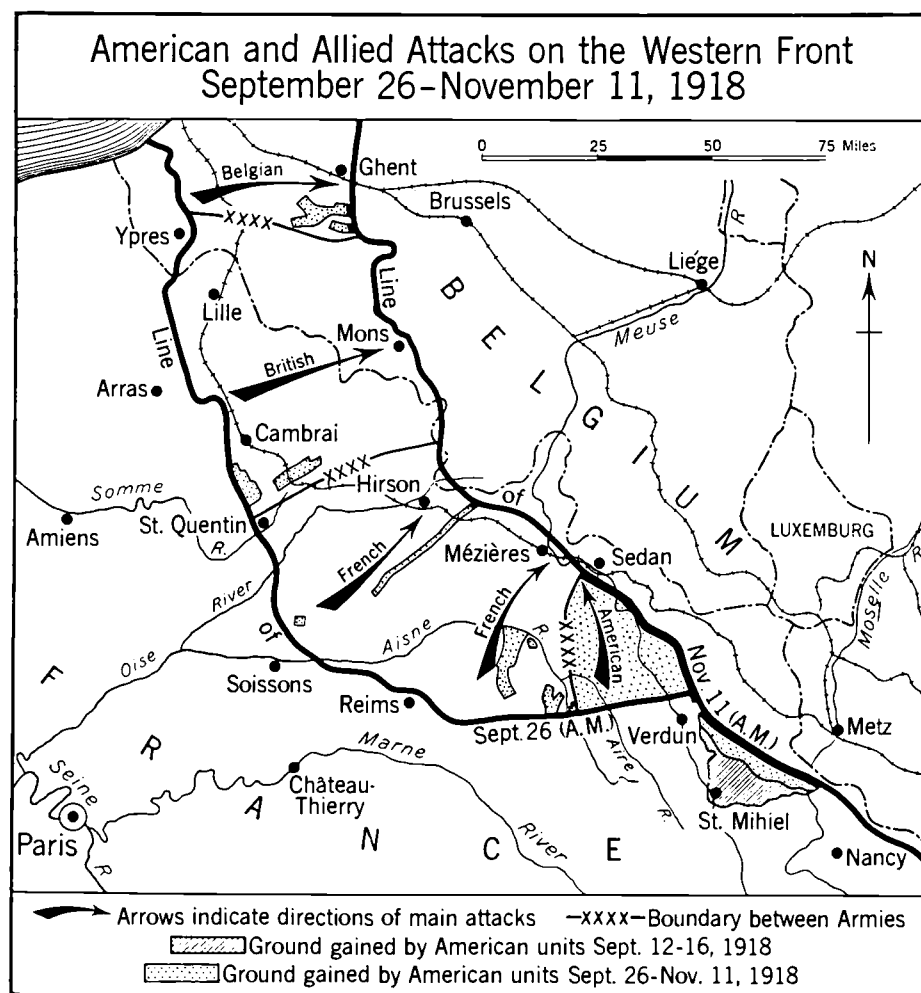 American and Allied Attacks on the Western Front
September 26–November 11, 1918
0 25 50 75 Miles
Belgian
Ghent
Brussels
XXXX
Ypres
Liége
R.
N
Lille
Line
Line
Meuse
Mons
British
Arras
BELGIUM
Cambrai
XXXX
Hirson
of
Somme
R.
Amiens
St. Quentin
LUXEMBURG
Mézières
Sedan
French
French
American
XXXX
River
Oise
of
Aisne
R.
Moselle
R.
Soissons
Reims
Sept. 26 (A.M.)
Nov. 11 (A.M.)
Verdun
Metz
Aire
R.
Marne
River
Château-
Thierry
Seine
R.
Paris
St. Mihiel
Nancy
FRANCE
Arrows indicate directions of main attacks –XXXX– Boundary between Armies
Ground gained by American units Sept. 12-16, 1918
Ground gained by American units Sept. 26-Nov. 11, 1918